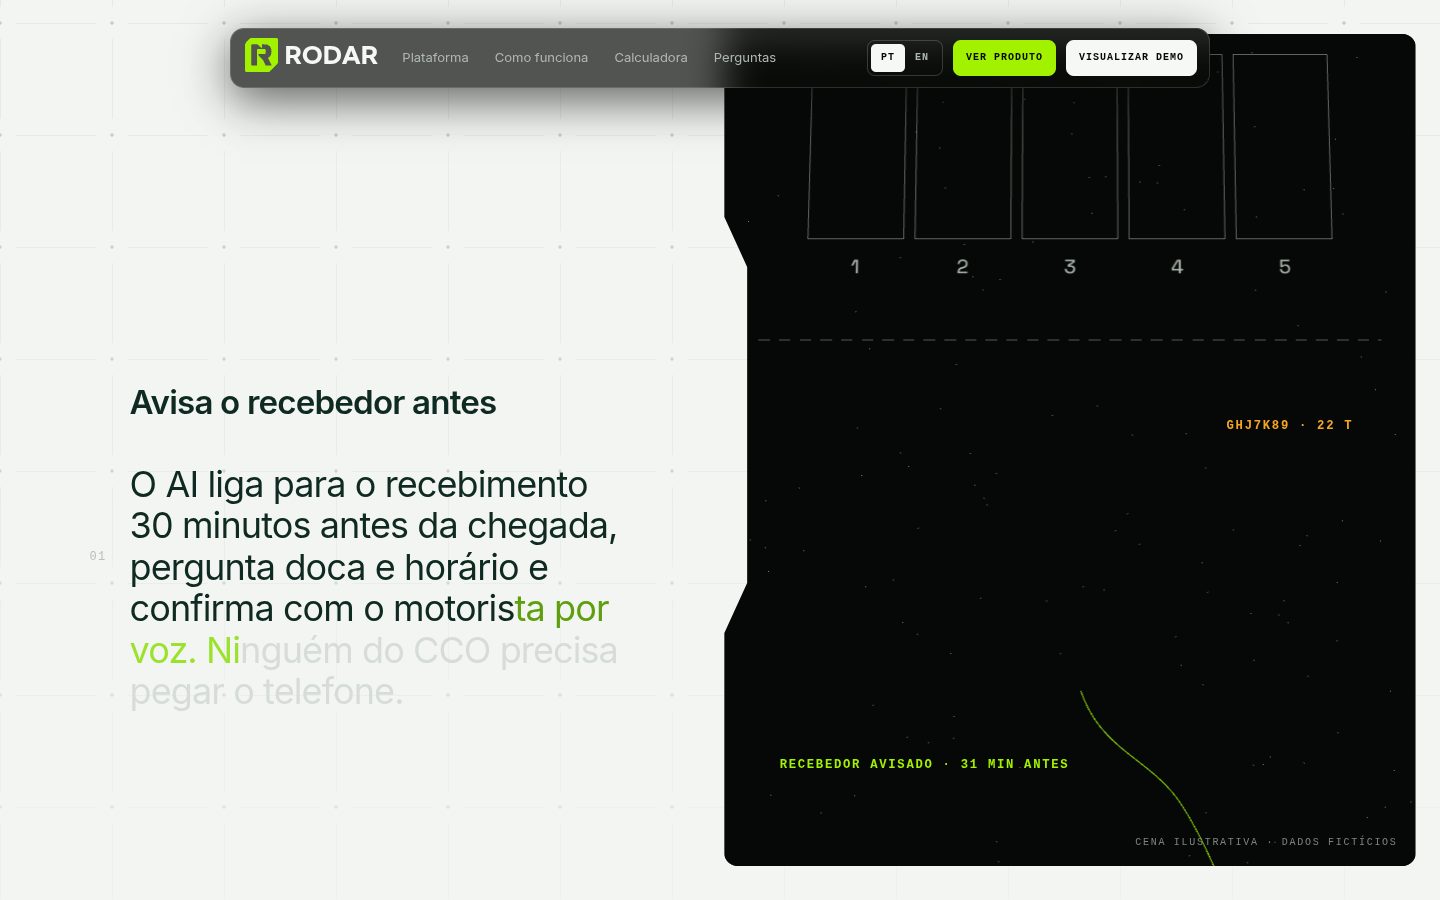 RODAR
Plataforma
Como funciona
Calculadora
Perguntas
PT
EN
VER PRODUTO
VISUALIZAR DEMO
1
2
3
4
5
GHJ7K89 · 22 T
Avisa o recebedor antes
01
O AI liga para o recebimento
30 minutos antes da chegada,
pergunta doca e horário e
confirma com o motorista por
voz. Ninguém do CCO precisa
pegar o telefone.
RECEBEDOR AVISADO · 31 MIN ANTES
CENA ILUSTRATIVA · DADOS FICTÍCIOS